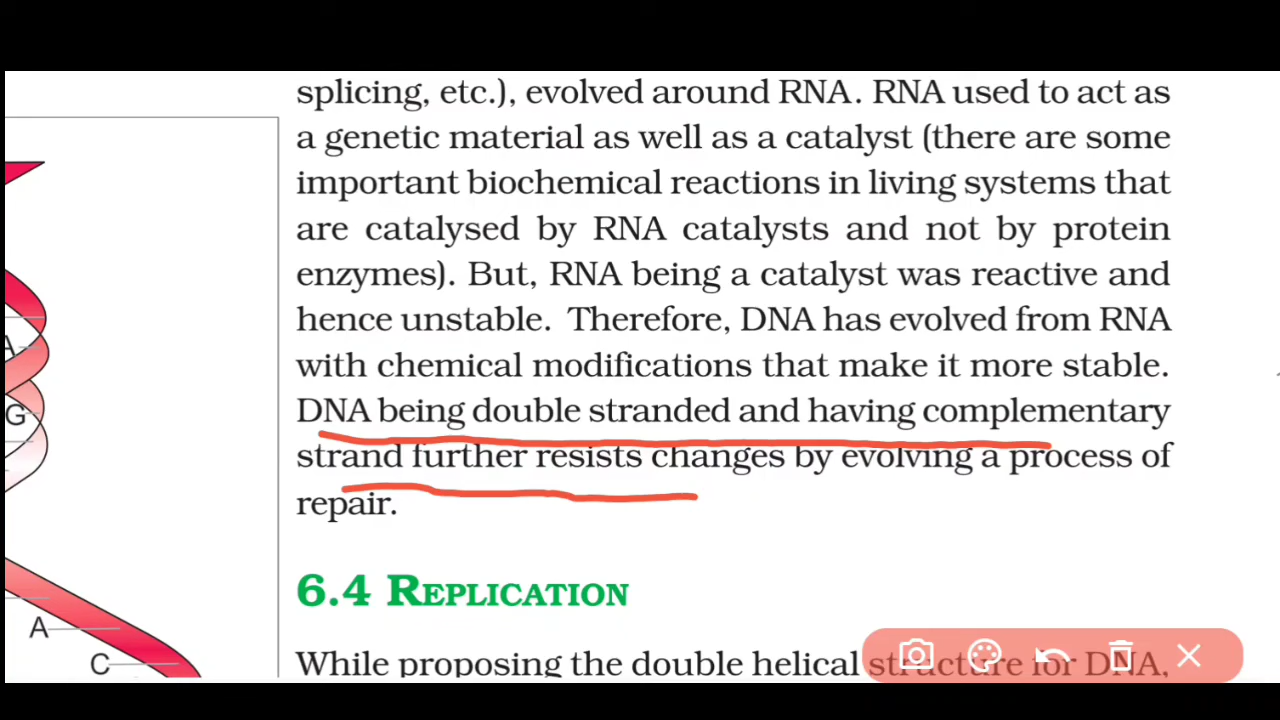 splicing, etc.), evolved around RNA. RNA used to act as
a genetic material as well as a catalyst (there are some
important biochemical reactions in living systems that
are catalysed by RNA catalysts and not by protein
enzymes). But, RNA being a catalyst was reactive and
hence unstable. Therefore, DNA has evolved from RNA
with chemical modifications that make it more stable.
DNA being double stranded and having complementary
strand further resists changes by evolving a process of
repair.
6.4 REPLICATION
While proposing the double helical structure for DNA,
A
G
A
C